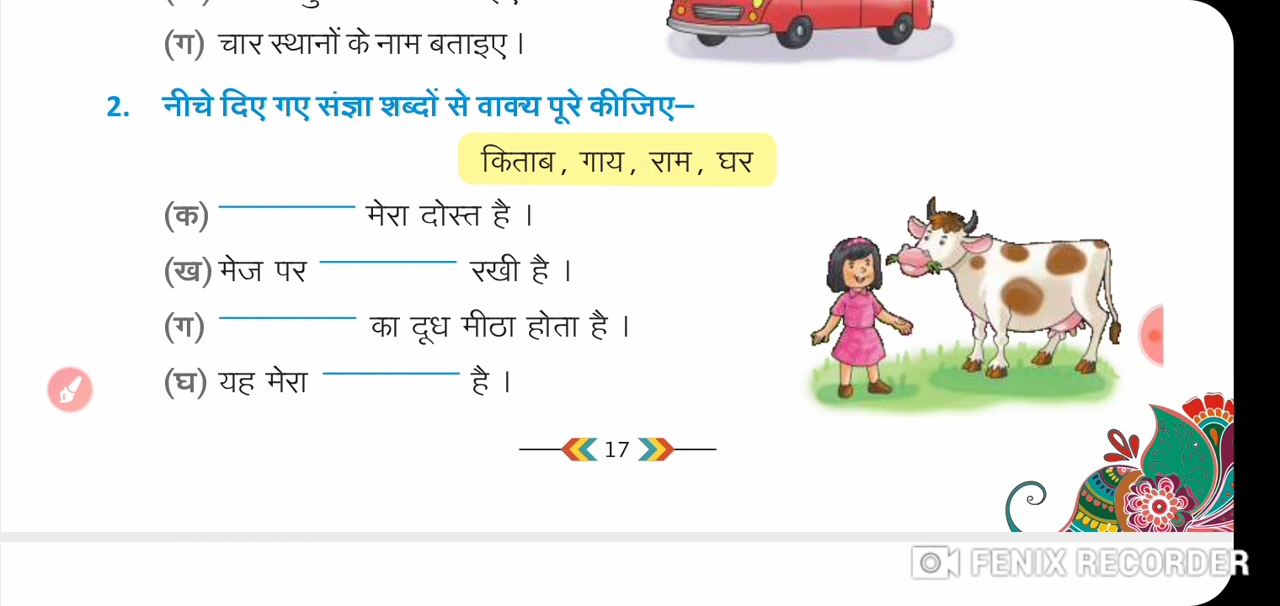 (ग) चार स्थानों के नाम बताइए ।
2. नीचे दिए गए संज्ञा शब्दों से वाक्य पूरे कीजिए–
किताब, गाय, राम, घर
(क) ________ मेरा दोस्त है ।
(ख) मेज पर ________ रखी है ।
(ग) ________ का दूध मीठा होता है ।
(घ) यह मेरा ________ है ।
17
FENIX RECORDER